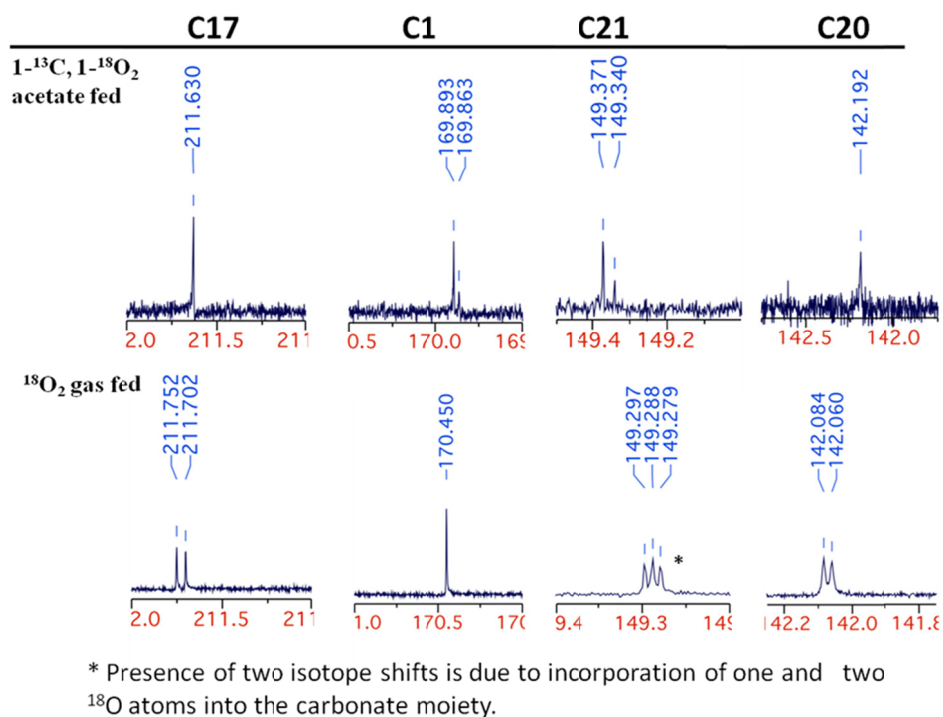 C17 C1 C21 C20
1-¹³C, 1-¹⁸O₂
acetate fed
211.630
169.893
169.863
149.371
149.340
142.192
2.0 211.5 211
0.5 170.0 169
149.4 149.2
142.5 142.0
¹⁸O₂ gas fed
211.752
211.702
170.450
149.297
149.288
149.279
142.084
142.060
*
2.0 211.5 211
1.0 170.5 170
9.4 149.3 149
142.2 142.0 141.8
* Presence of two isotope shifts is due to incorporation of one and two
¹⁸O atoms into the carbonate moiety.